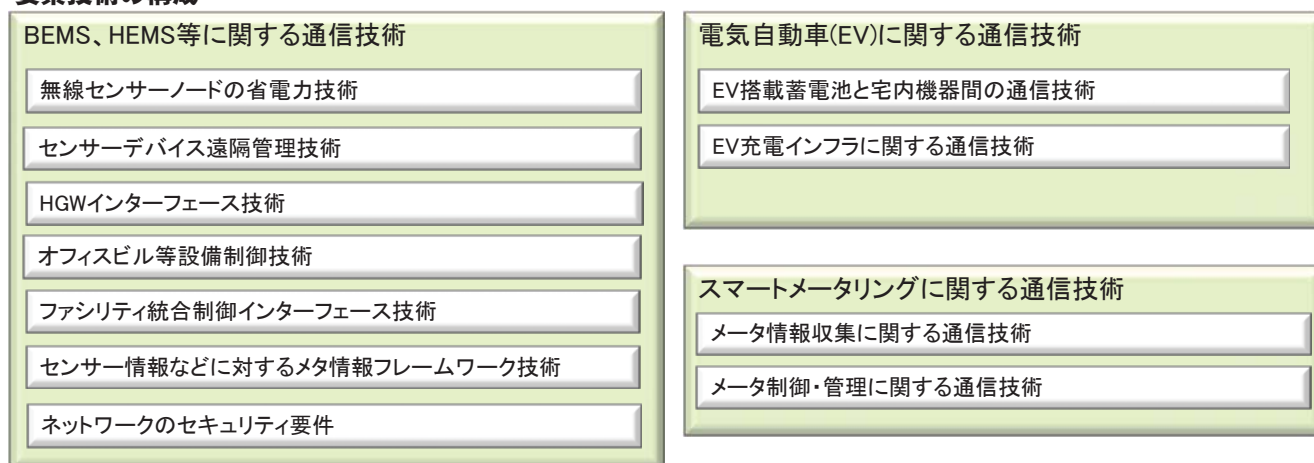 要素技術の構成
BEMS、HEMS等に関する通信技術
無線センサーノードの省電力技術
センサーデバイス遠隔管理技術
HGWインターフェース技術
オフィスビル等設備制御技術
ファシリティ統合制御インターフェース技術
センサー情報などに対するメタ情報フレームワーク技術
ネットワークのセキュリティ要件
電気自動車(EV)に関する通信技術
EV搭載蓄電池と宅内機器間の通信技術
EV充電インフラに関する通信技術
スマートメータリングに関する通信技術
メータ情報収集に関する通信技術
メータ制御・管理に関する通信技術